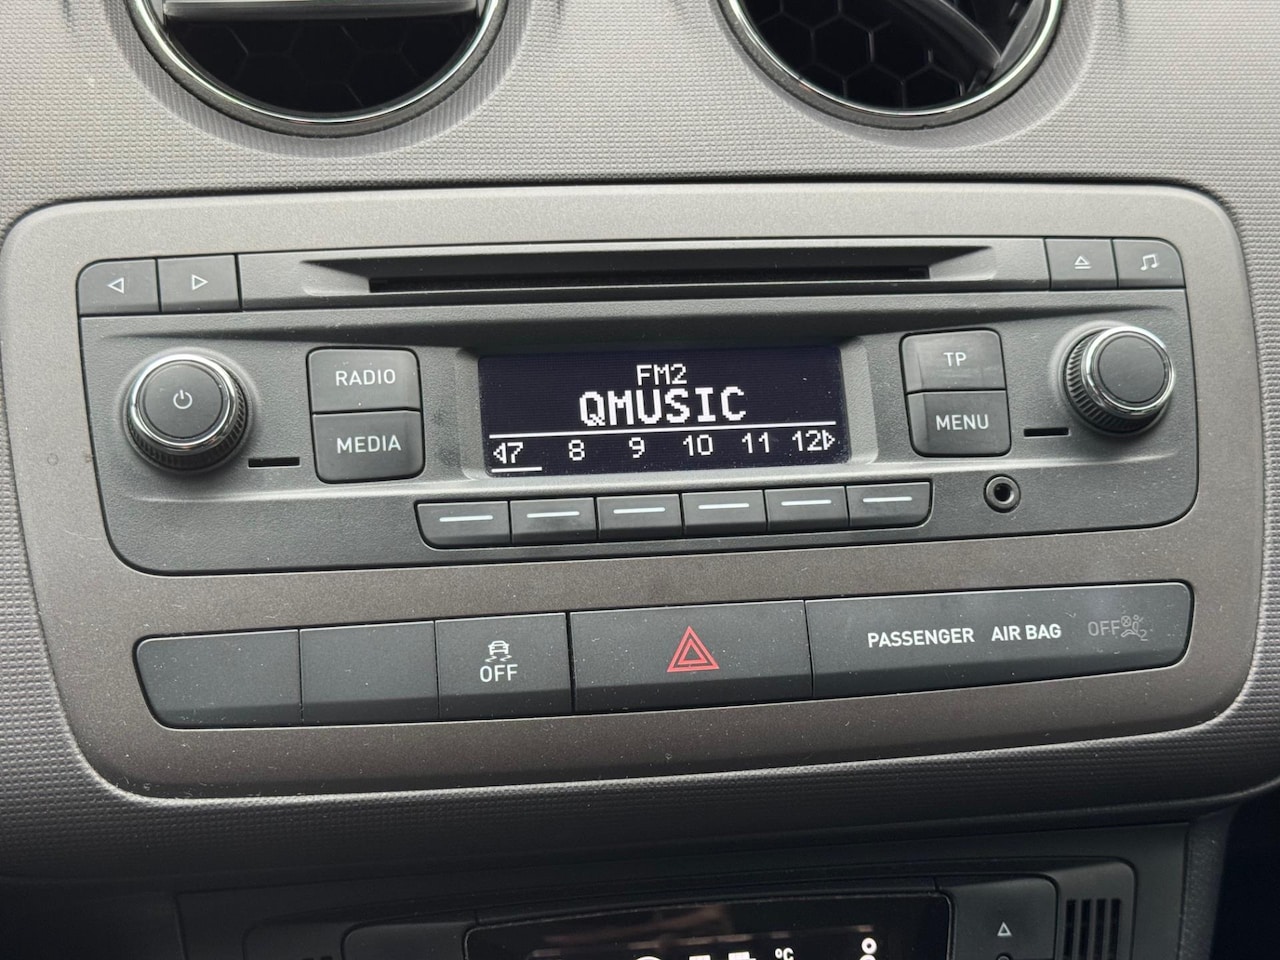 RADIO
MEDIA
FM2
QMUSIC
7 8 9 10 11 12
TP
MENU
OFF
PASSENGER AIR BAG OFF
°C